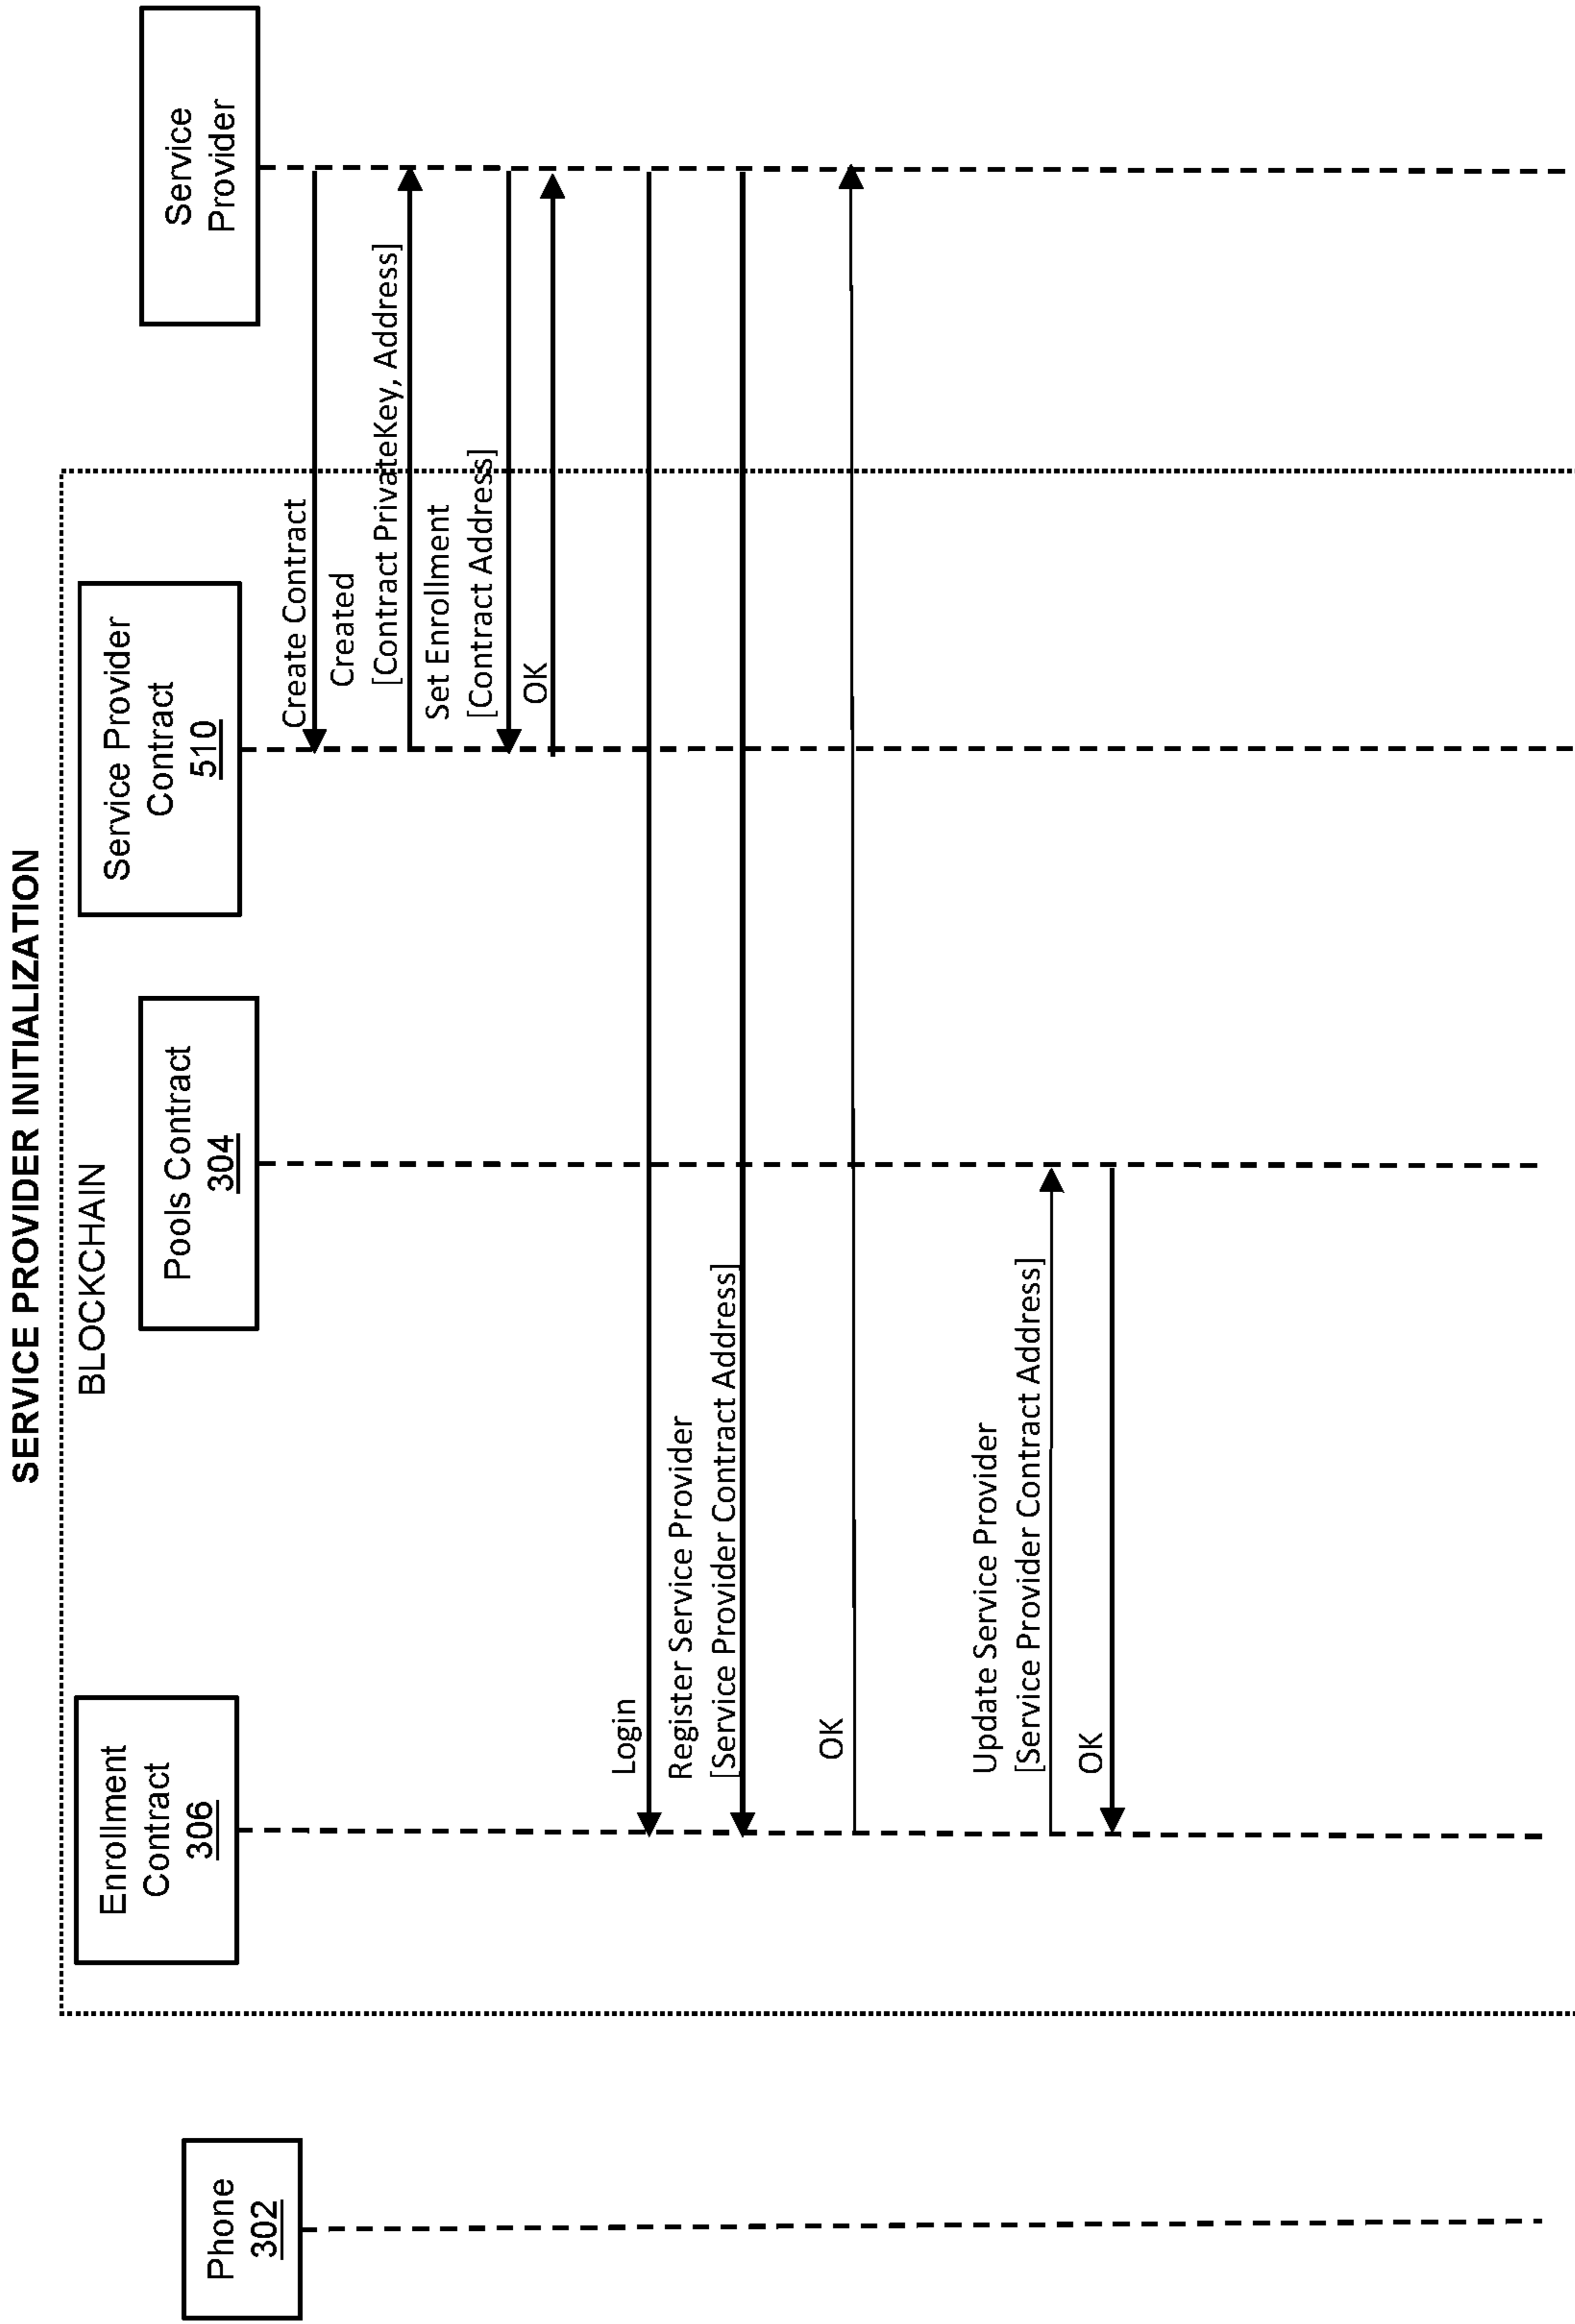 SERVICE PROVIDER INITIALIZATION
BLOCKCHAIN
Phone
302
Enrollment
Contract
306
Pools Contract
304
Service Provider
Contract
510
Service
Provider
Create Contract
Created
[Contract PrivateKey, Address]
Set Enrollment
[Contract Address]
OK
Login
Register Service Provider
[Service Provider Contract Address]
OK
Update Service Provider
[Service Provider Contract Address]
OK